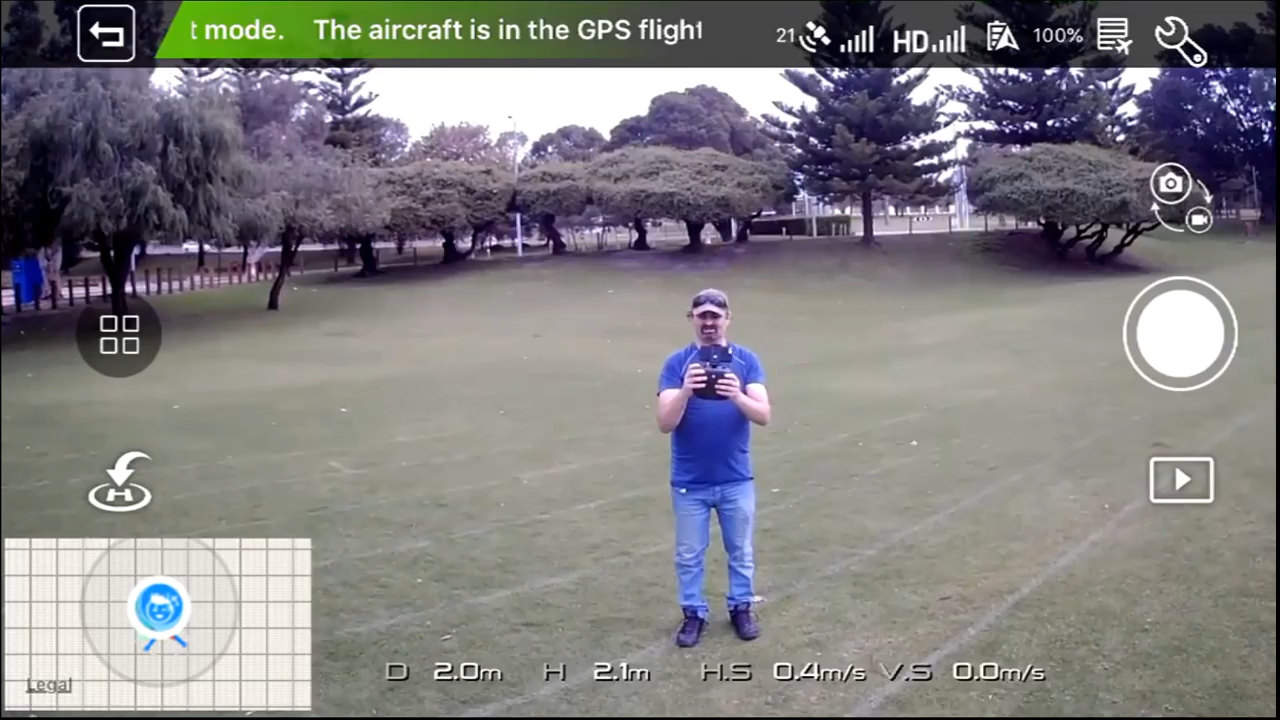 t mode. The aircraft is in the GPS flight
21
HD
100%
H
Legal
D 2.0m H 2.1m H.S 0.4m/s V.S 0.0m/s